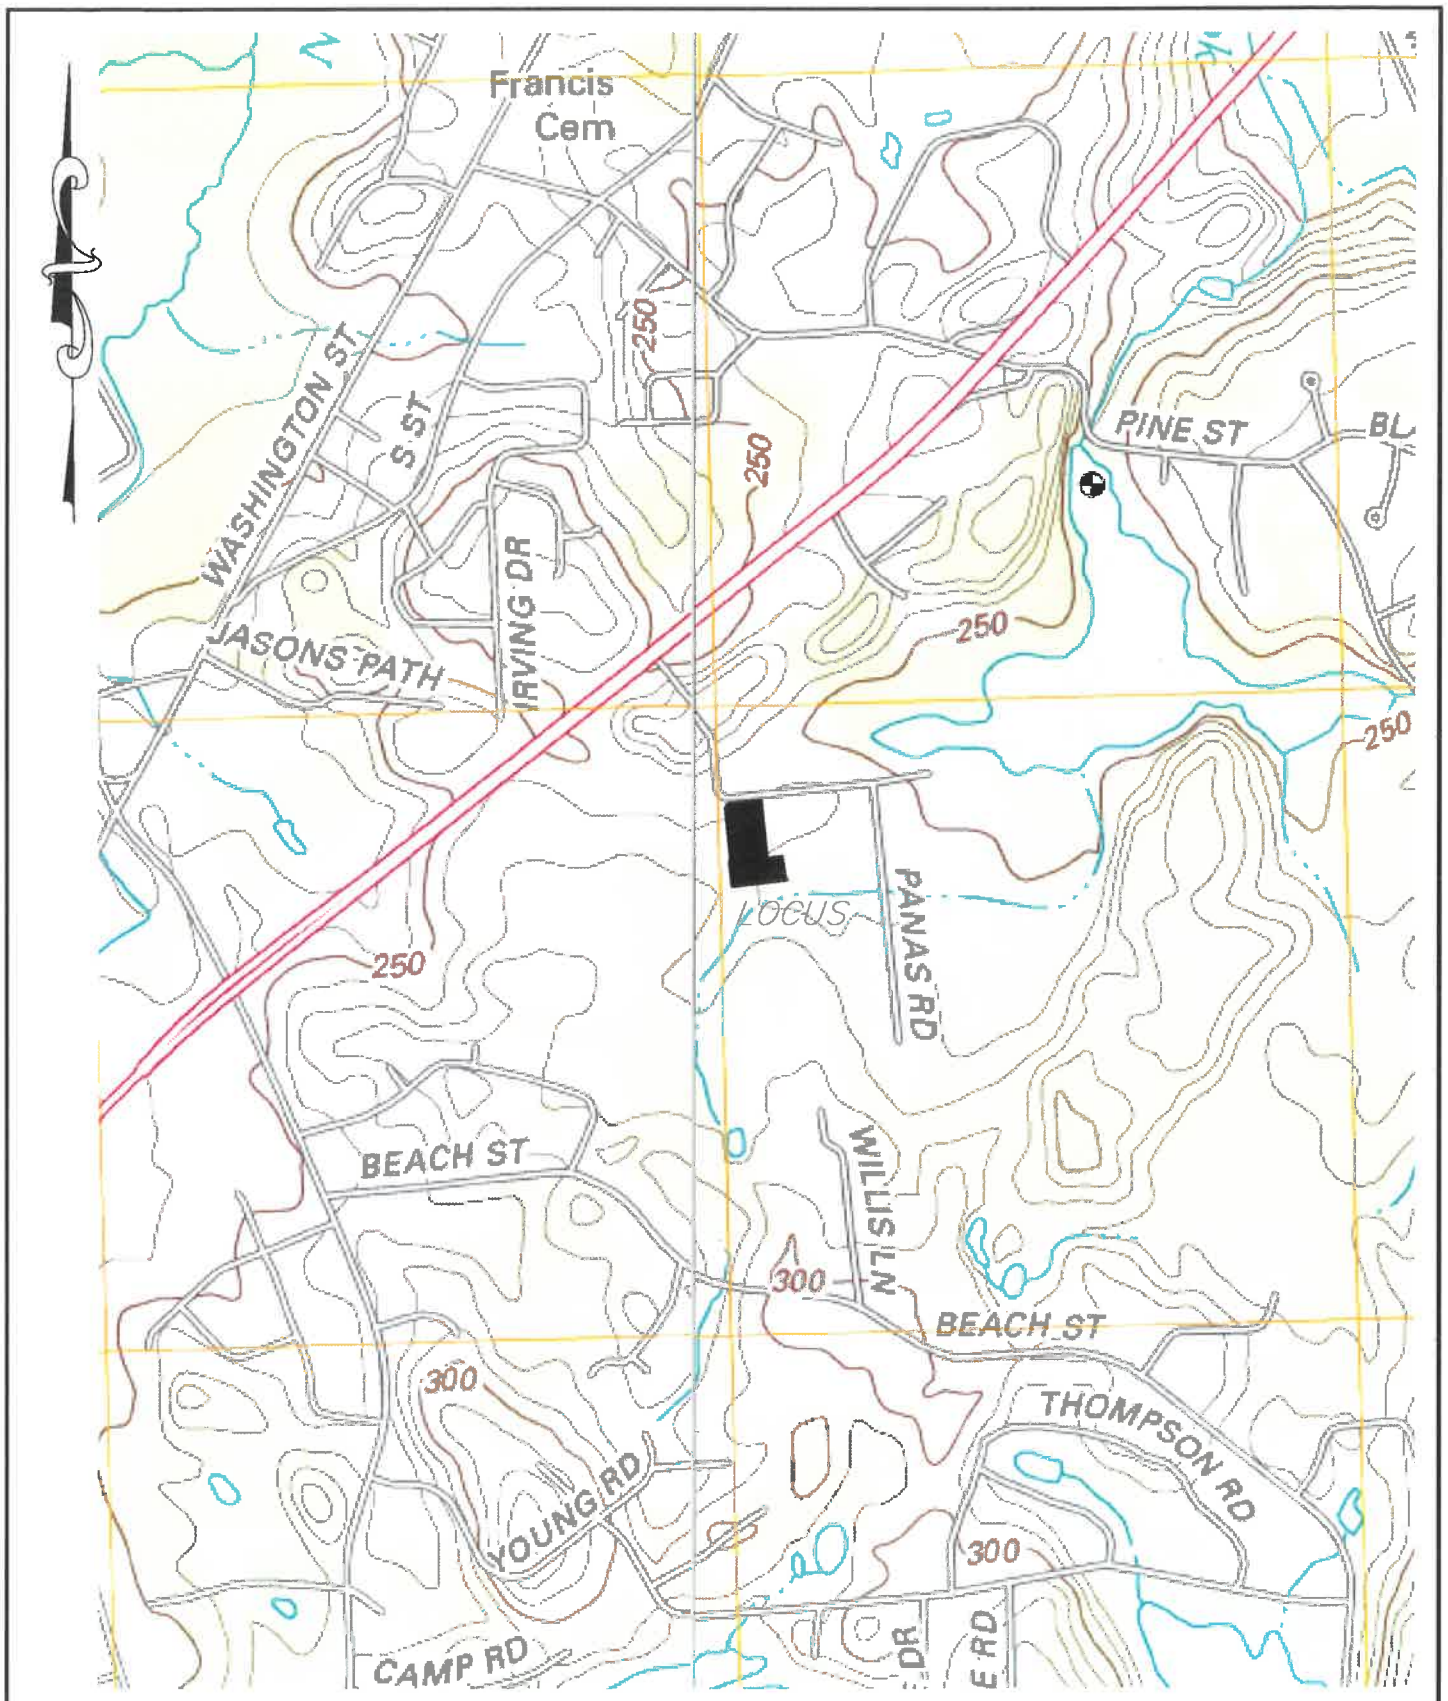 Francis
Cem
250
WASHINGTON ST
S ST
PINE ST
BL
250
IRVING DR
250
JASONS PATH
250
LOCUS
PANAS RD
250
BEACH ST
WILLIS LN
300
BEACH ST
300
THOMPSON RD
YOUNG RD
300
CAMP RD
DR
E RD